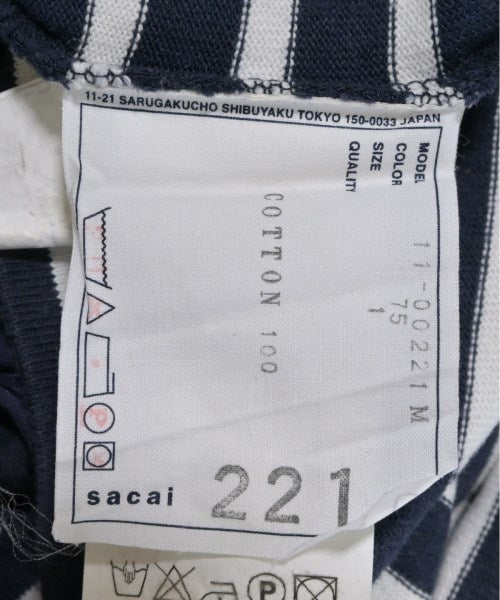 11-21 SARUGAKUCHO SHIBUYAKU TOKYO 150-0033 JAPAN
MODEL 11-00221M
COLOR 75
SIZE 1
QUALITY
COTTON 100
sacai
221
P